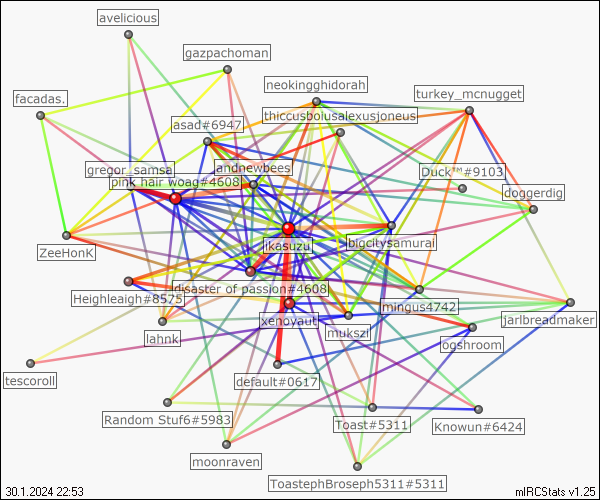 avelicious
gazpachoman
neokingghidorah
turkey_mcnugget
facadas.
thiccusbolusalexusjoneus
asad#6947
gregor_samsa
andnewbees
Duck™#9103
pink hair woag#4608
doggerdig
ZeeHonK
ikasuzu
bigcitysamurai
disaster of passion#4608
Heighleaigh#8575
mingus4742
jarlbreadmaker
xenoyaut
lahnk
mukszi
ogshroom
tescoroll
default#0617
Random Stuf6#5983
Toast#5311
Knowun#6424
moonraven
ToastephBroseph5311#5311
30.1.2024 22:53
mIRCStats v1.25